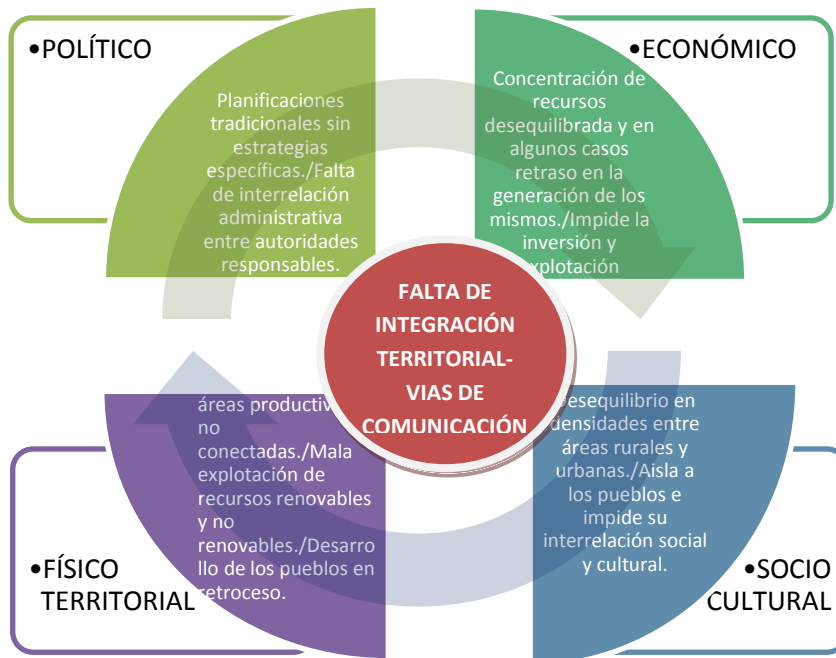 •POLÍTICO
Planificaciones
tradicionales sin
estrategias
específicas./Falta
de interrelación
administrativa
entre autoridades
responsables.
•ECONÓMICO
Concentración de
recursos
desequilibrada y en
algunos casos
retraso en la
generación de los
mismos./Impide la
inversión y
explotación
FALTA DE
INTEGRACIÓN
TERRITORIAL-
VIAS DE
COMUNICACIÓN
áreas productiv
no
conectadas./Mala
explotación de
recursos renovables
y no
renovables./Desarro
llo de los pueblos en
retroceso.
•FÍSICO
TERRITORIAL
Desequilibrio en
densidades entre
áreas rurales y
urbanas./Aisla a
los pueblos e
impide su
interrelación social
y cultural.
•SOCIO
CULTURAL